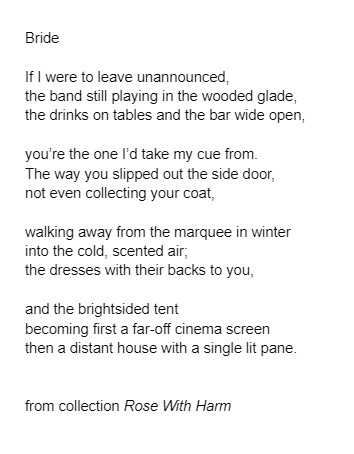 Bride
If I were to leave unannounced,
the band still playing in the wooded glade,
the drinks on tables and the bar wide open,
you’re the one I’d take my cue from.
The way you slipped out the side door,
not even collecting your coat,
walking away from the marquee in winter
into the cold, scented air;
the dresses with their backs to you,
and the brightsided tent
becoming first a far-off cinema screen
then a distant house with a single lit pane.
from collection Rose With Harm